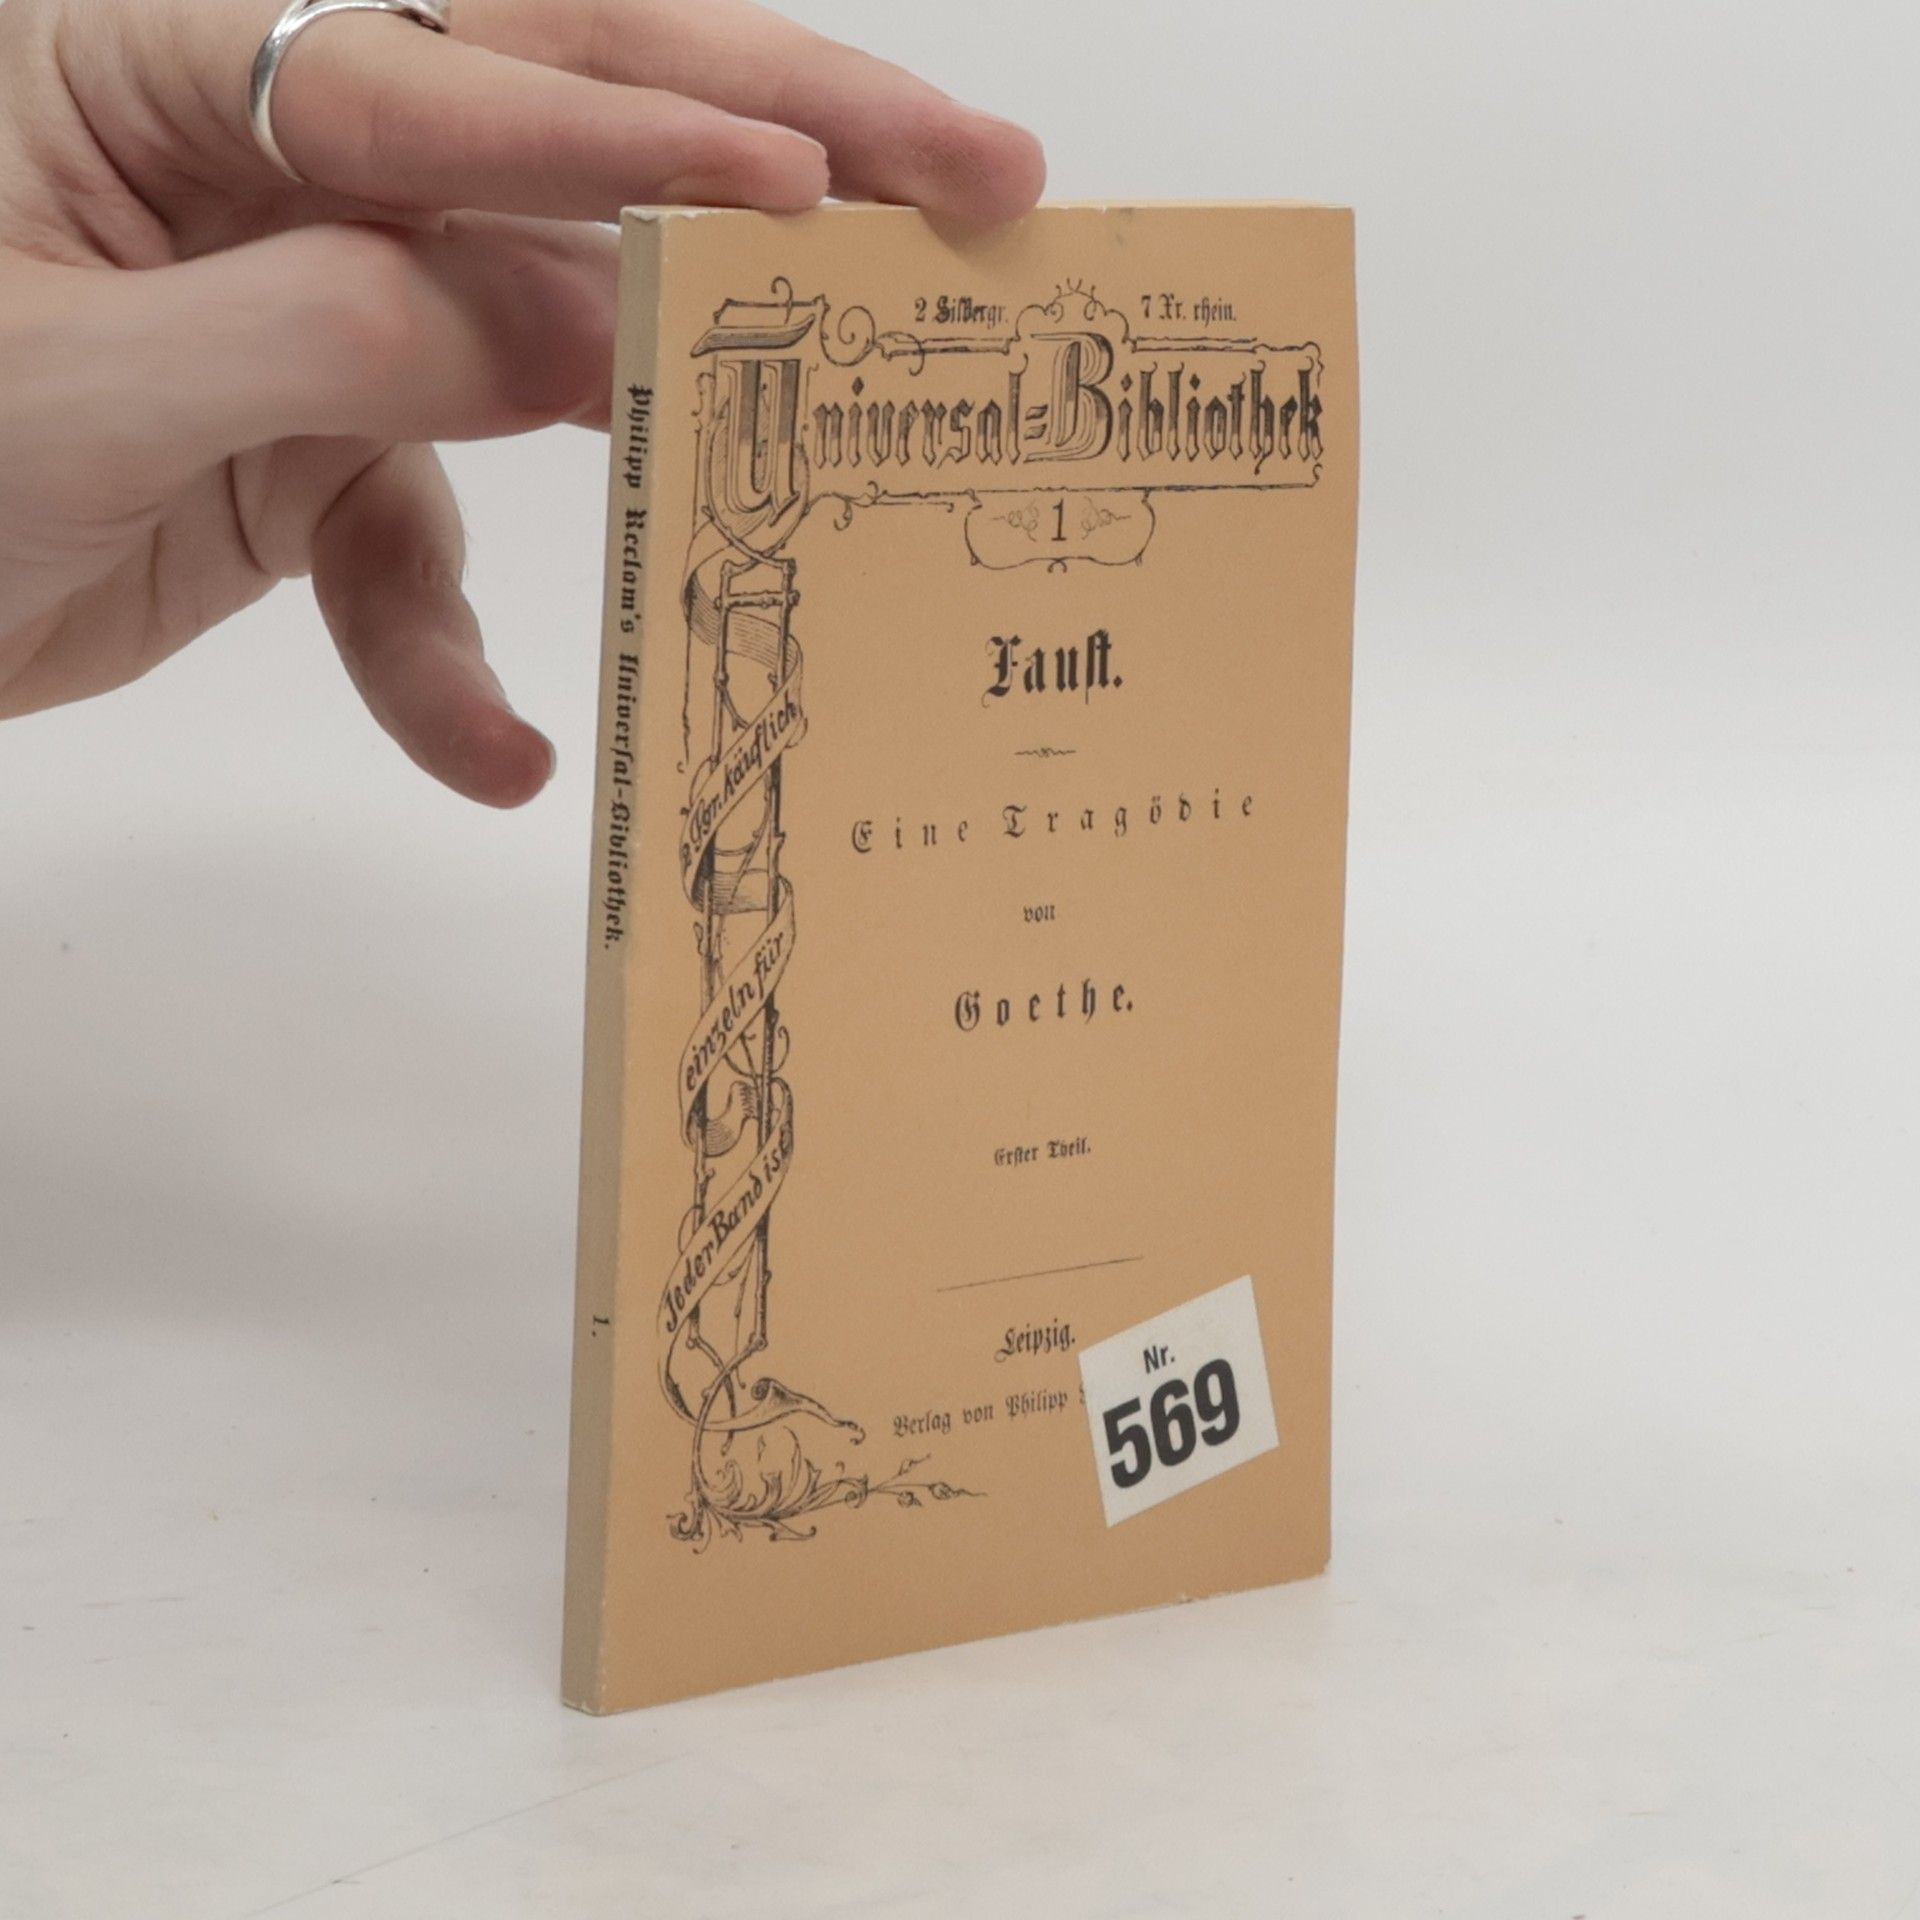 2 Silbergr. 7 Xr. rhein.
Universal=Bibliothek
1
Faust.
Eine Tragödie
von
Goethe.
Erster Theil.
Leipzig.
Verlag von Philipp
Nr.
569
Jeder Band ist
einzeln für
2 Sgr. käuflich
Philipp Reclam's Universal-Bibliothek.
1.